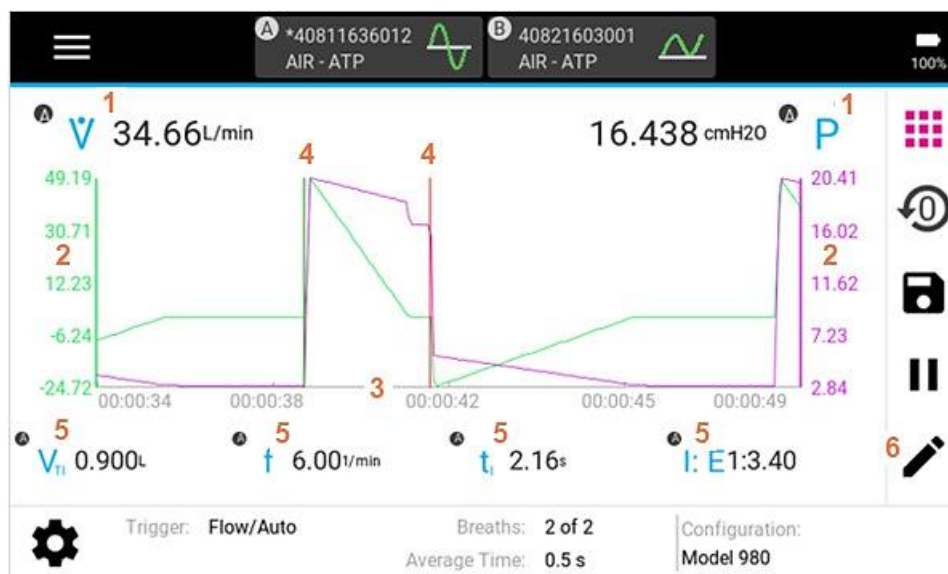 A *40811636012 B 40821603001
AIR - ATP AIR - ATP
100%
A 1 A 1
V̇ 34.66L/min 16.438 cmH2O P
4 4
49.19 20.41
30.71 16.02
2 2
12.23 11.62
0
-6.24 7.23
-24.72 3 2.84
00:00:34 00:00:38 00:00:42 00:00:45 00:00:49
A 5 A 5 A 5 A 5 6
VTI 0.900L f 6.001/min tI 2.16s I: E1:3.40
Trigger: Flow/Auto Breaths: 2 of 2 Configuration:
Average Time: 0.5 s Model 980